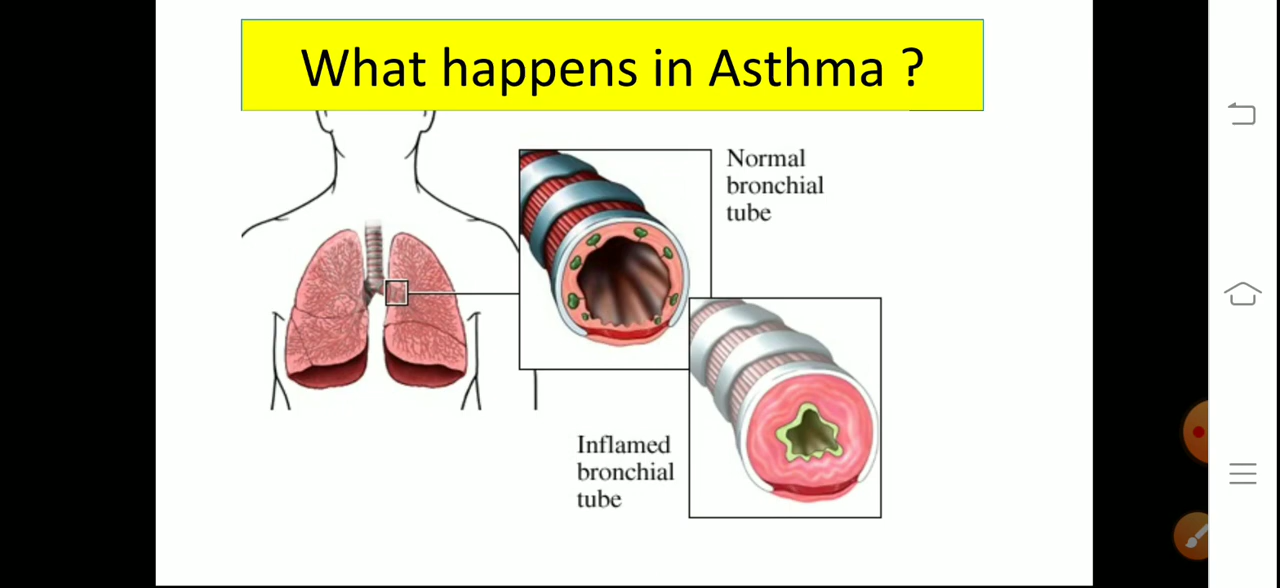 What happens in Asthma ?
Normal
bronchial
tube
Inflamed
bronchial
tube